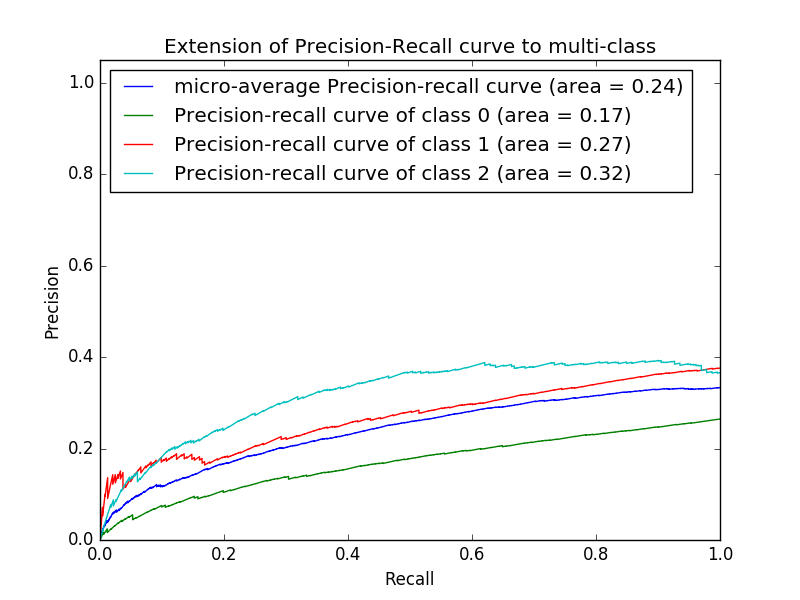 Extension of Precision-Recall curve to multi-class
micro-average Precision-recall curve (area = 0.24)
Precision-recall curve of class 0 (area = 0.17)
Precision-recall curve of class 1 (area = 0.27)
Precision-recall curve of class 2 (area = 0.32)
1.0
0.8
0.6
0.4
0.2
0.0
Precision
0.0 0.2 0.4 0.6 0.8 1.0
Recall